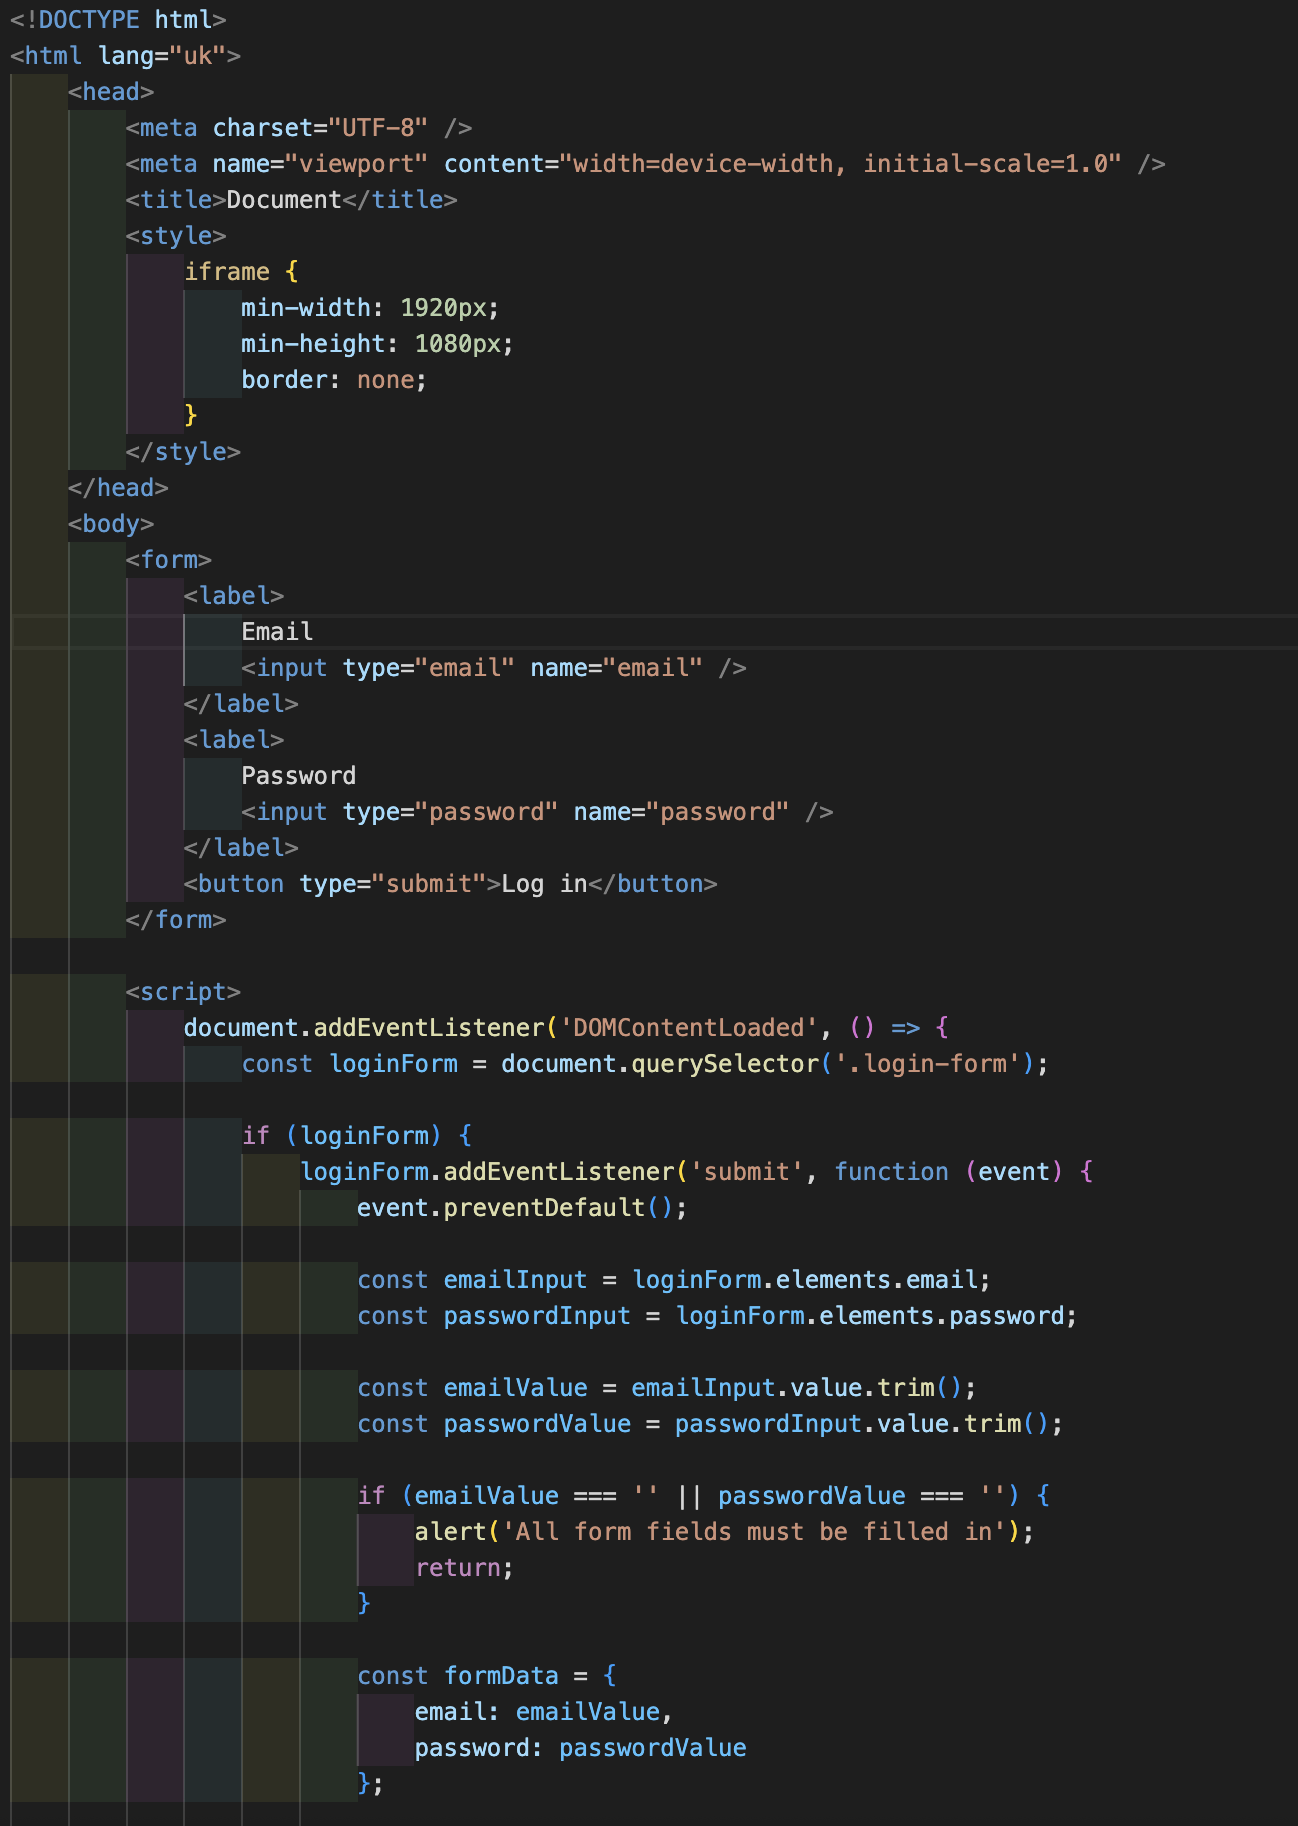 <!DOCTYPE html>
<html lang="uk">
    <head>
        <meta charset="UTF-8" />
        <meta name="viewport" content="width=device-width, initial-scale=1.0" />
        <title>Document</title>
        <style>
            iframe {
                min-width: 1920px;
                min-height: 1080px;
                border: none;
            }
        </style>
    </head>
    <body>
        <form>
            <label>
                Email
                <input type="email" name="email" />
            </label>
            <label>
                Password
                <input type="password" name="password" />
            </label>
            <button type="submit">Log in</button>
        </form>

        <script>
            document.addEventListener('DOMContentLoaded', () => {
                const loginForm = document.querySelector('.login-form');

                if (loginForm) {
                    loginForm.addEventListener('submit', function (event) {
                        event.preventDefault();

                        const emailInput = loginForm.elements.email;
                        const passwordInput = loginForm.elements.password;

                        const emailValue = emailInput.value.trim();
                        const passwordValue = passwordInput.value.trim();

                        if (emailValue === '' || passwordValue === '') {
                            alert('All form fields must be filled in');
                            return;
                        }

                        const formData = {
                            email: emailValue,
                            password: passwordValue
                        };